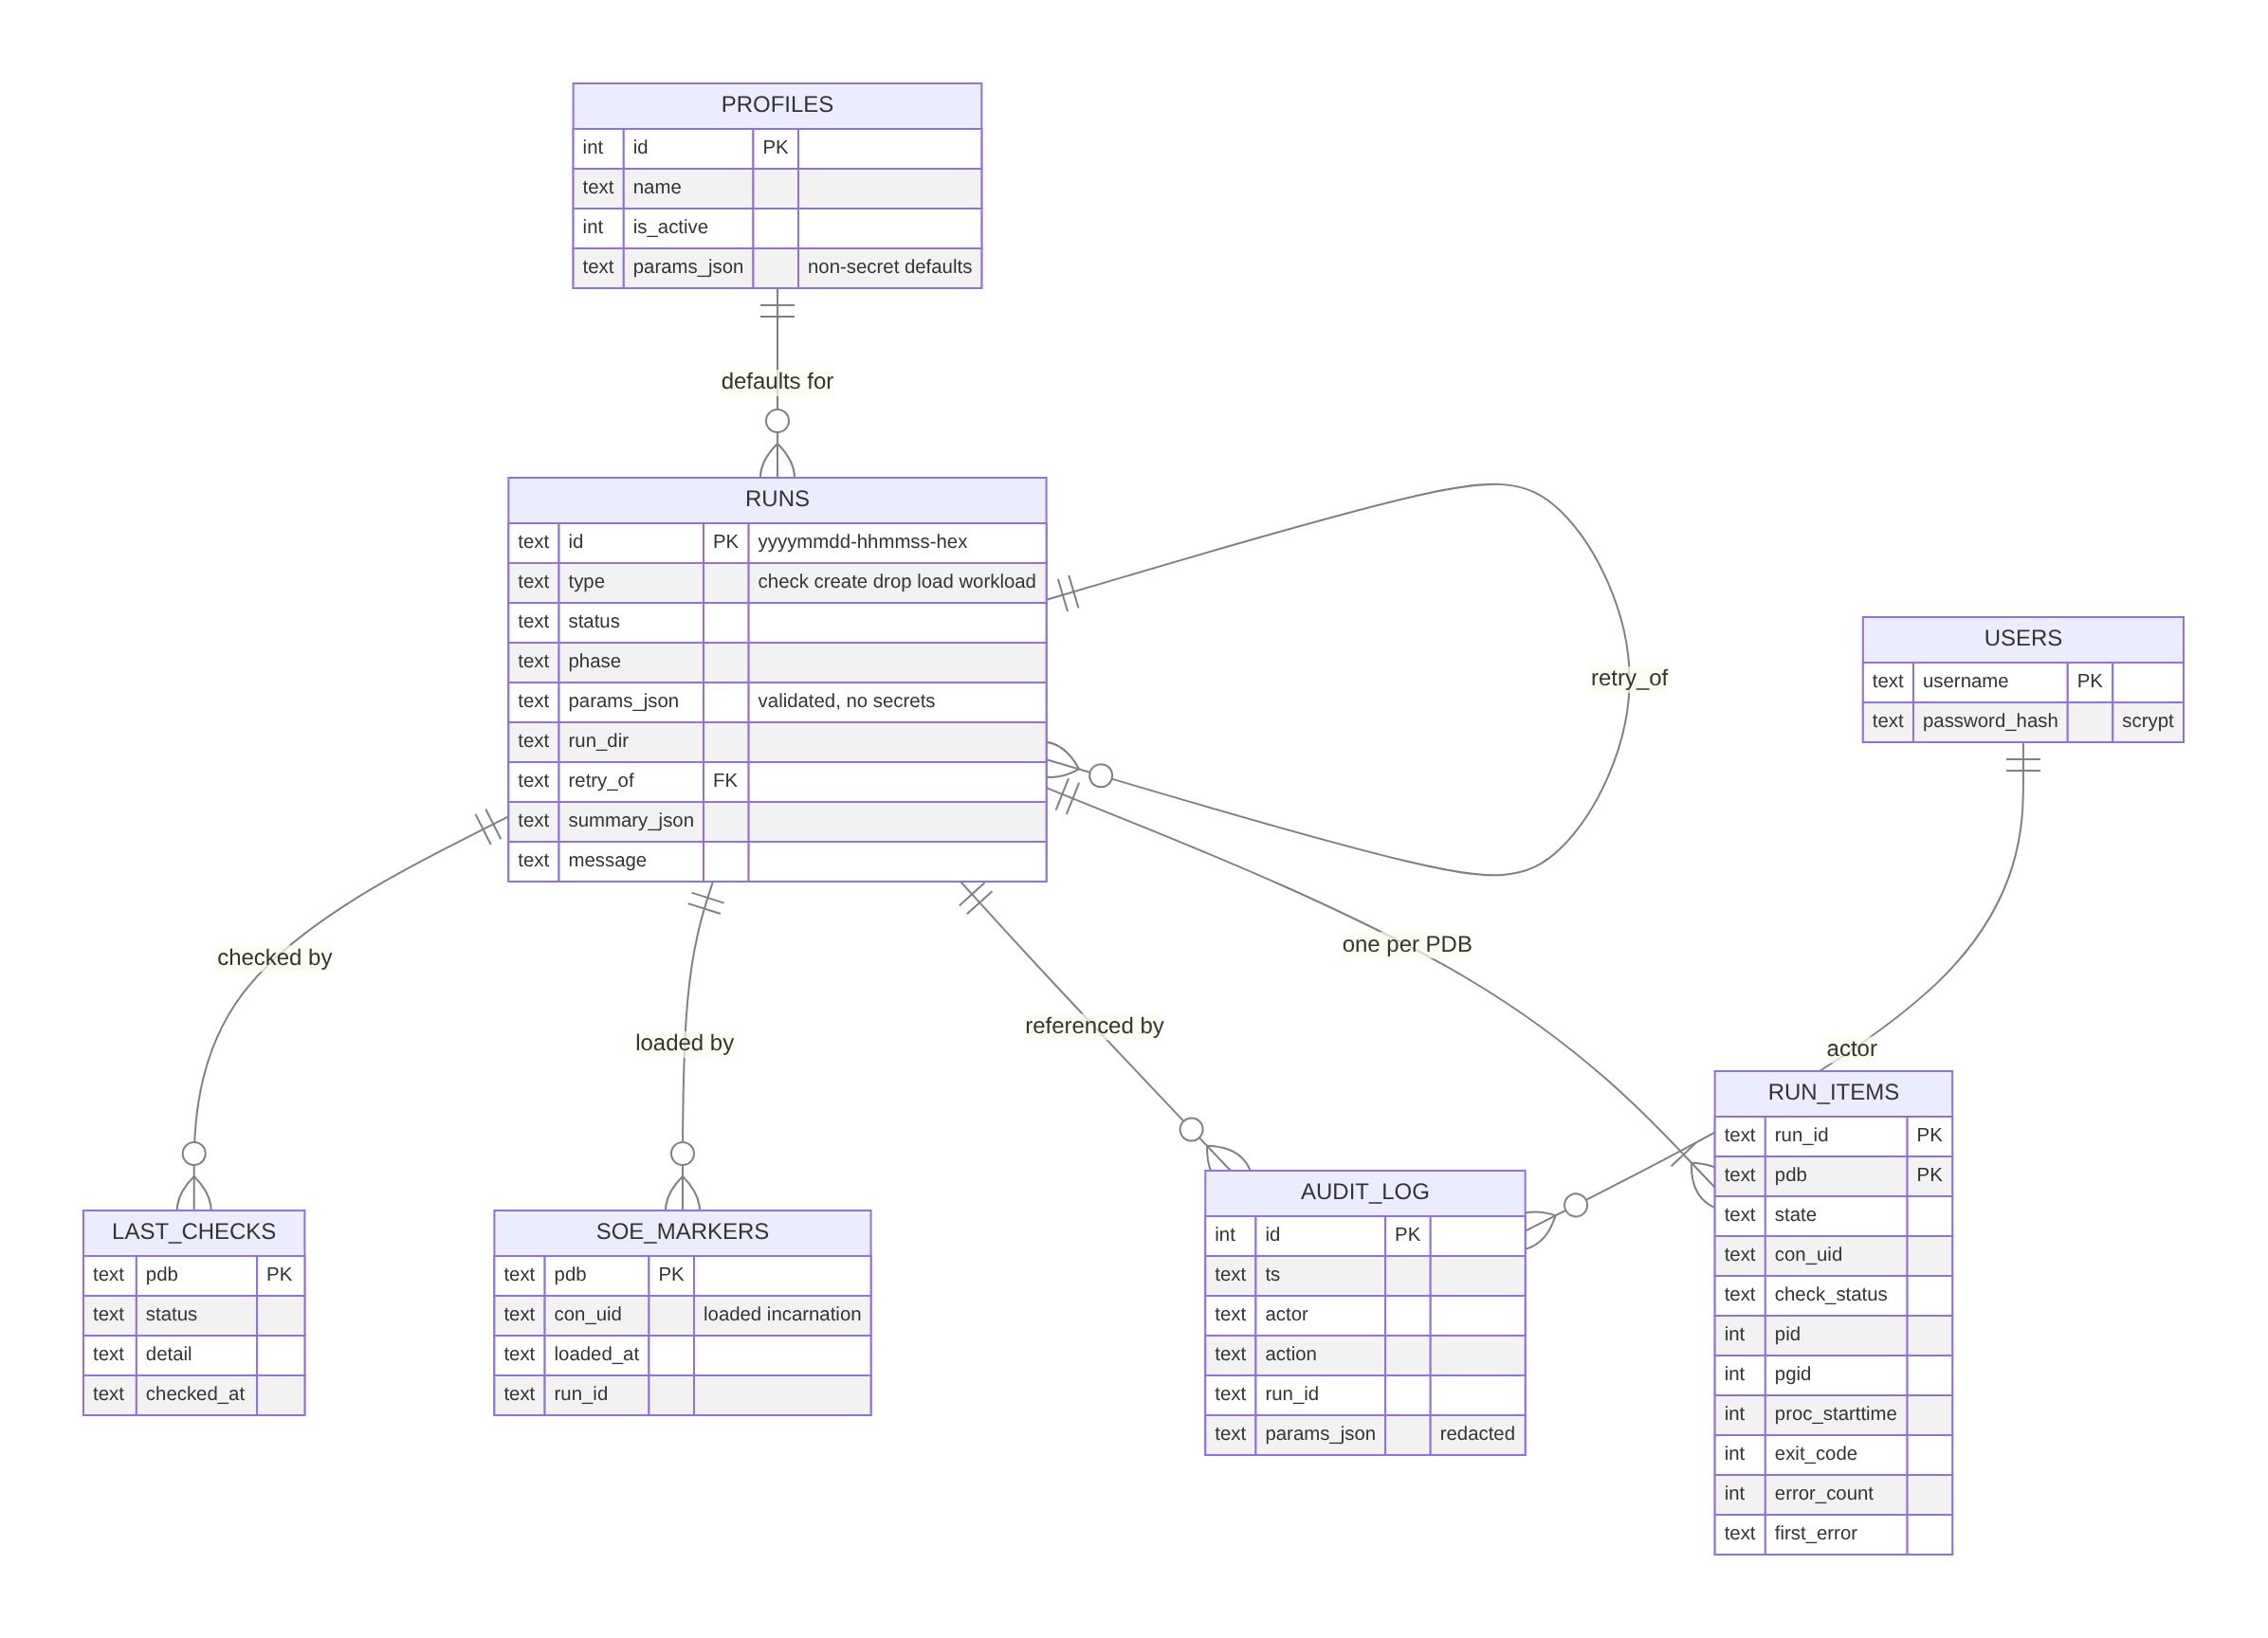 PROFILES
int id PK
text name
int is_active
text params_json non-secret defaults
defaults for
RUNS
text id PK yyyymmdd-hhmmss-hex
text type check create drop load workload
text status
text phase
text params_json validated, no secrets
text run_dir
text retry_of FK
text summary_json
text message
retry_of
USERS
text username PK
text password_hash scrypt
checked by
loaded by
referenced by
one per PDB
actor
LAST_CHECKS
text pdb PK
text status
text detail
text checked_at
SOE_MARKERS
text pdb PK
text con_uid loaded incarnation
text loaded_at
text run_id
AUDIT_LOG
int id PK
text ts
text actor
text action
text run_id
text params_json redacted
RUN_ITEMS
text run_id PK
text pdb PK
text state
text con_uid
text check_status
int pid
int pgid
int proc_starttime
int exit_code
int error_count
text first_error